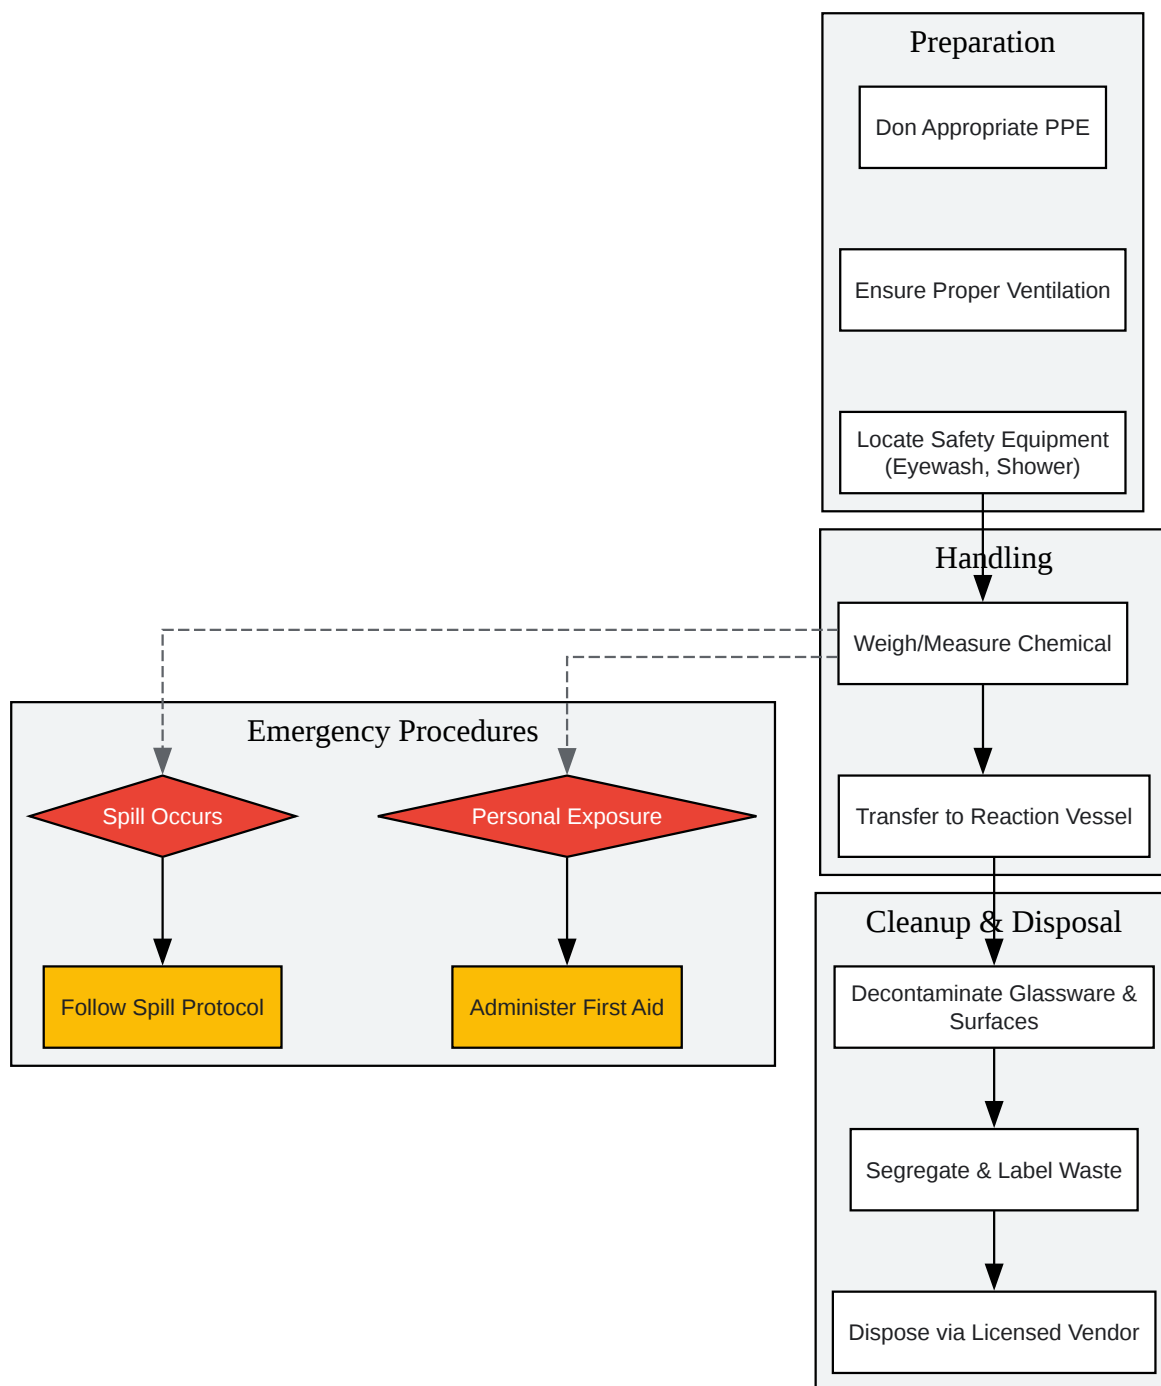 Preparation
Don Appropriate PPE
Ensure Proper Ventilation
Locate Safety Equipment
(Eyewash, Shower)
Handling
Weigh/Measure Chemical
Transfer to Reaction Vessel
Emergency Procedures
Spill Occurs
Personal Exposure
Follow Spill Protocol
Administer First Aid
Cleanup & Disposal
Decontaminate Glassware &
Surfaces
Segregate & Label Waste
Dispose via Licensed Vendor